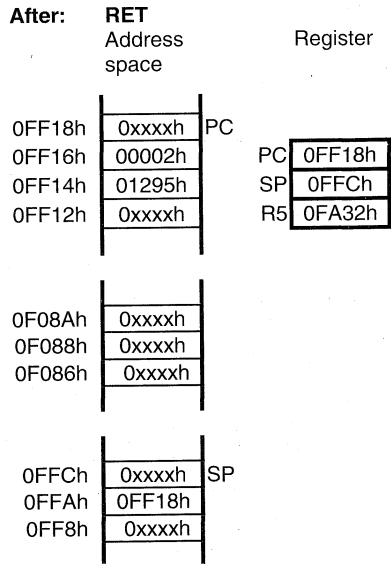 After: RET
Address
space
Register
0FF18h 0xxxxh PC
0FF16h 00002h PC 0FF18h
0FF14h 01295h SP 0FFCh
0FF12h 0xxxxh R5 0FA32h
0F08Ah 0xxxxh
0F088h 0xxxxh
0F086h 0xxxxh
0FFCh 0xxxxh SP
0FFAh 0FF18h
0FF8h 0xxxxh